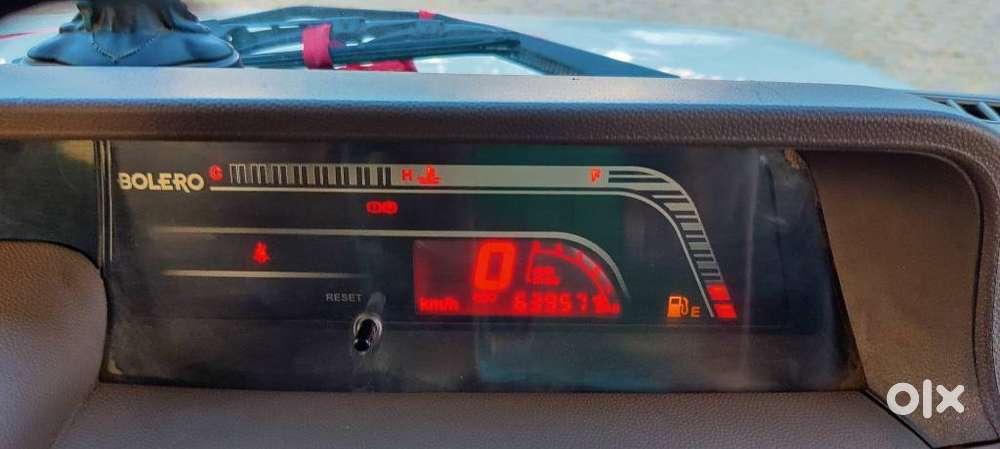 BOLERO C H F
0
RESET
km/h
E
olx